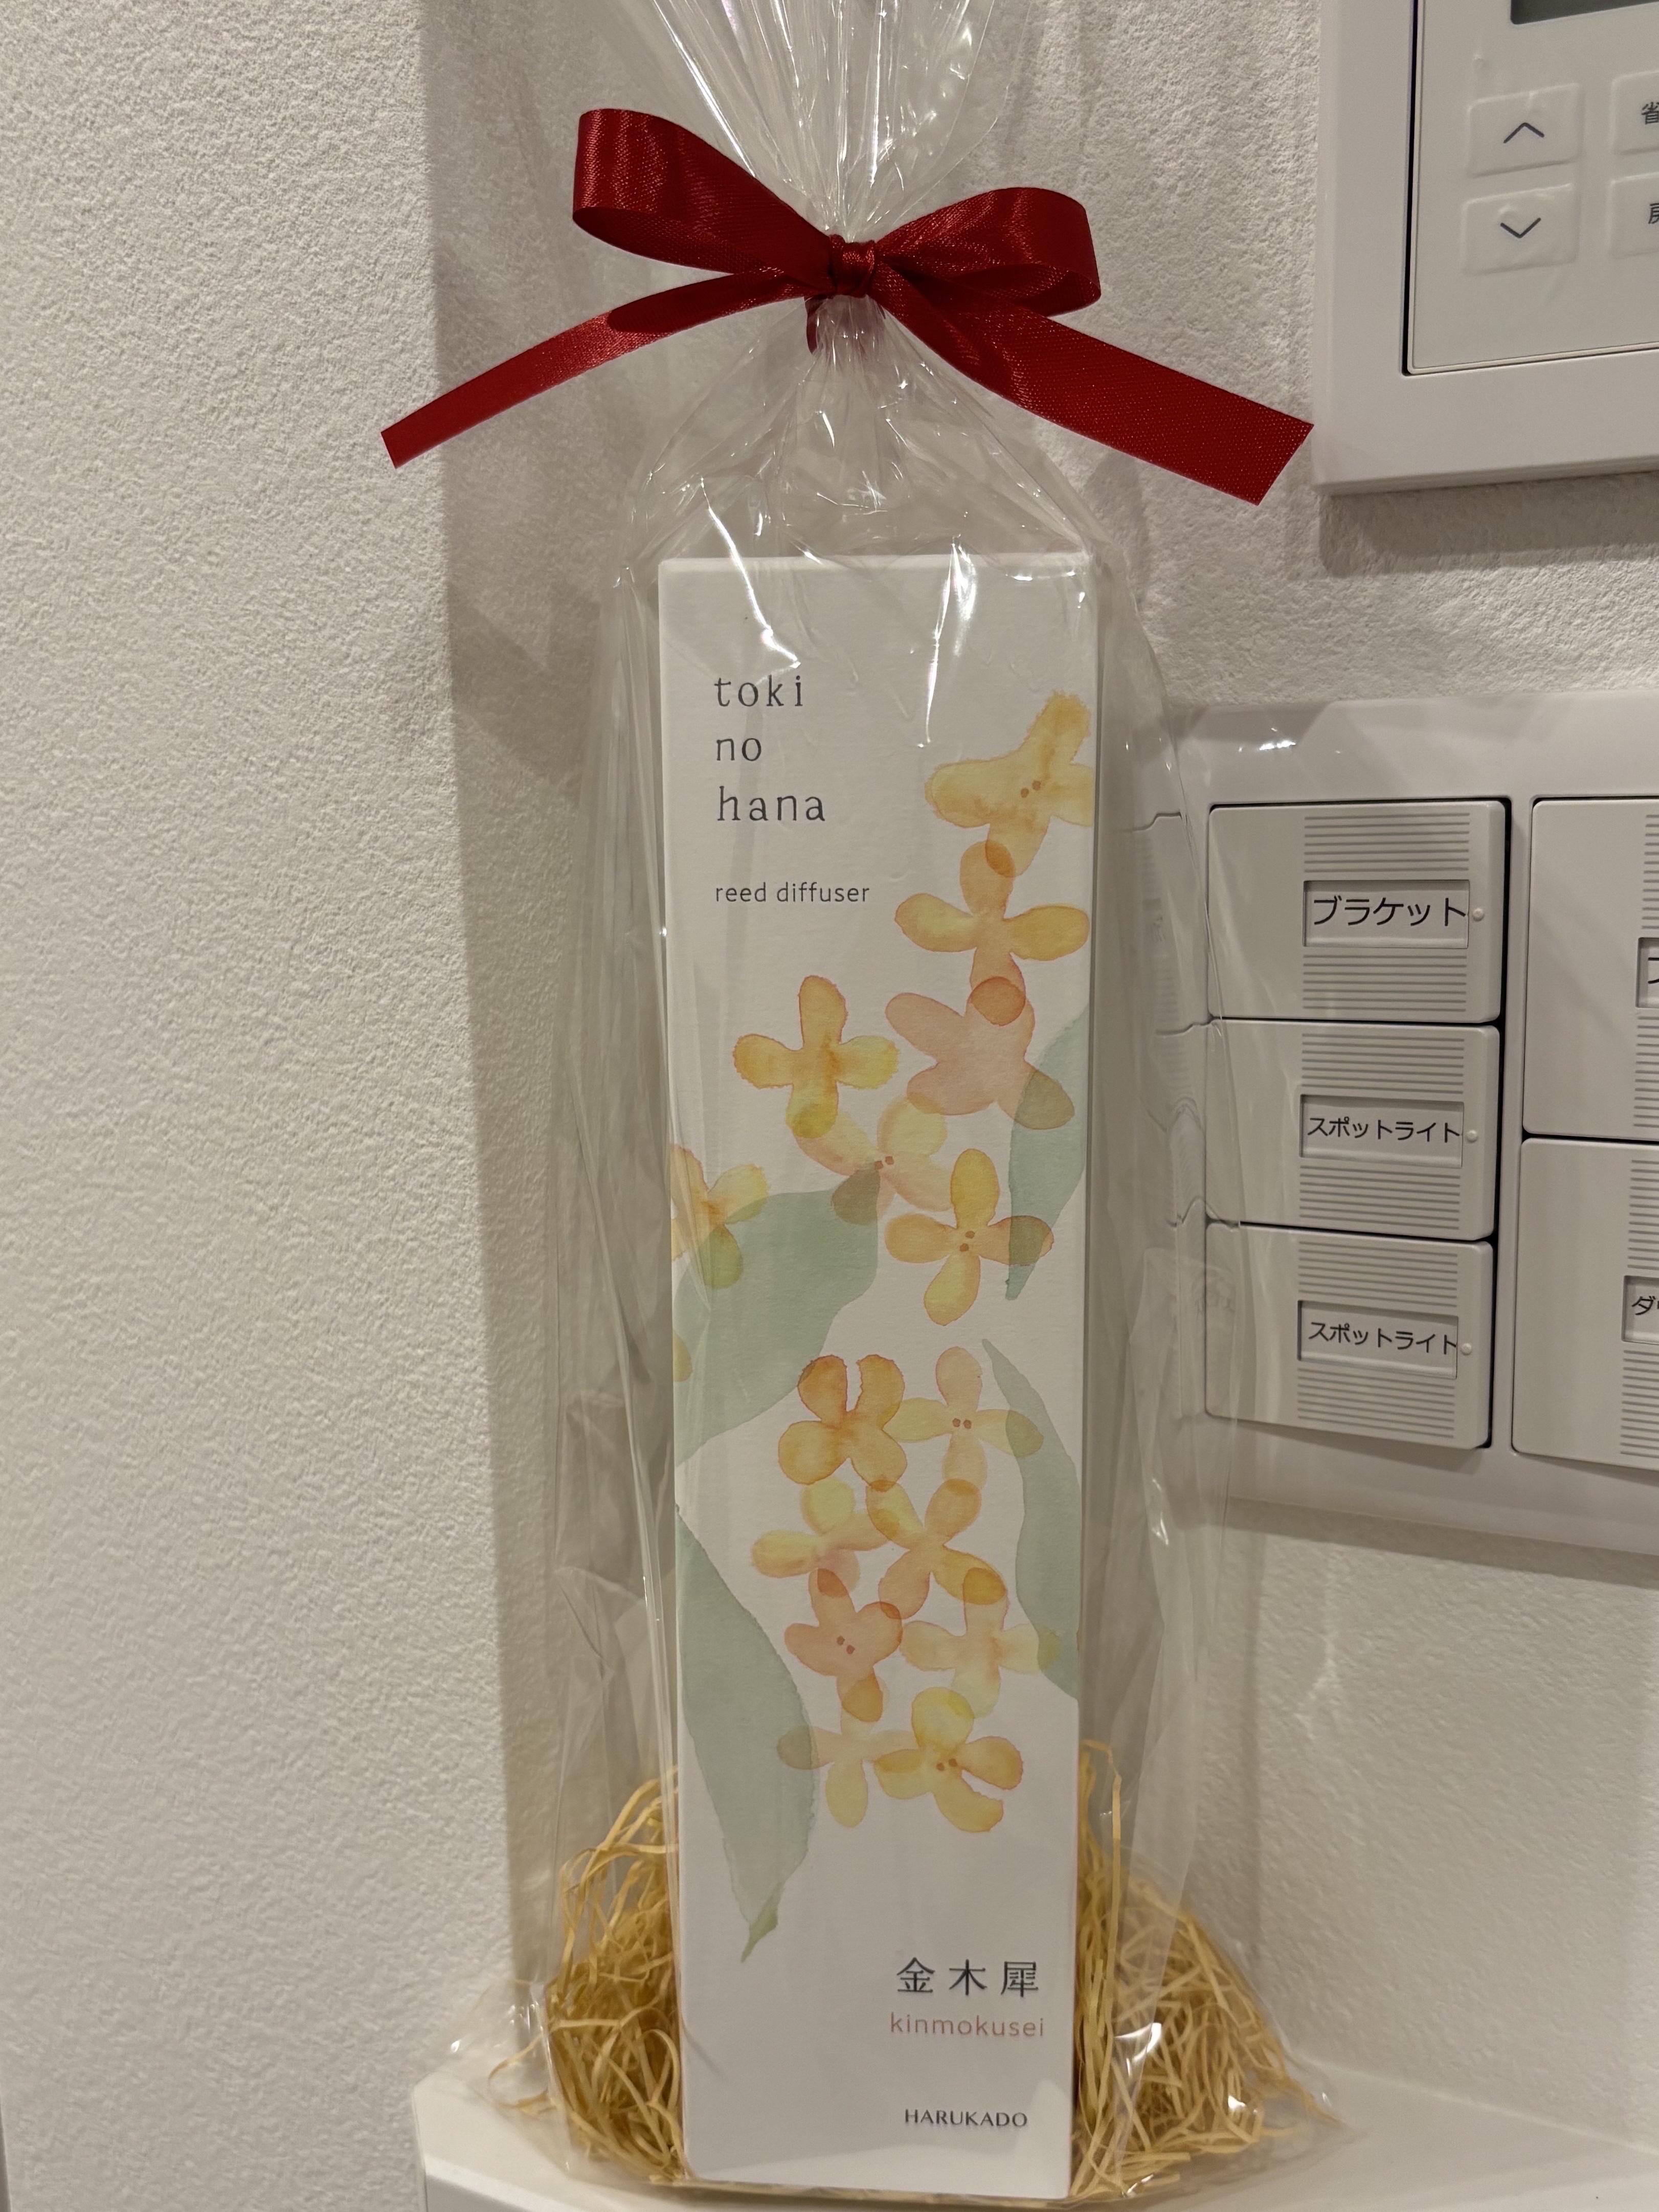 toki
no
hana
reed diffuser
金木犀
kinmokusei
HARUKADO
ブラケット
スポットライト
スポットライト